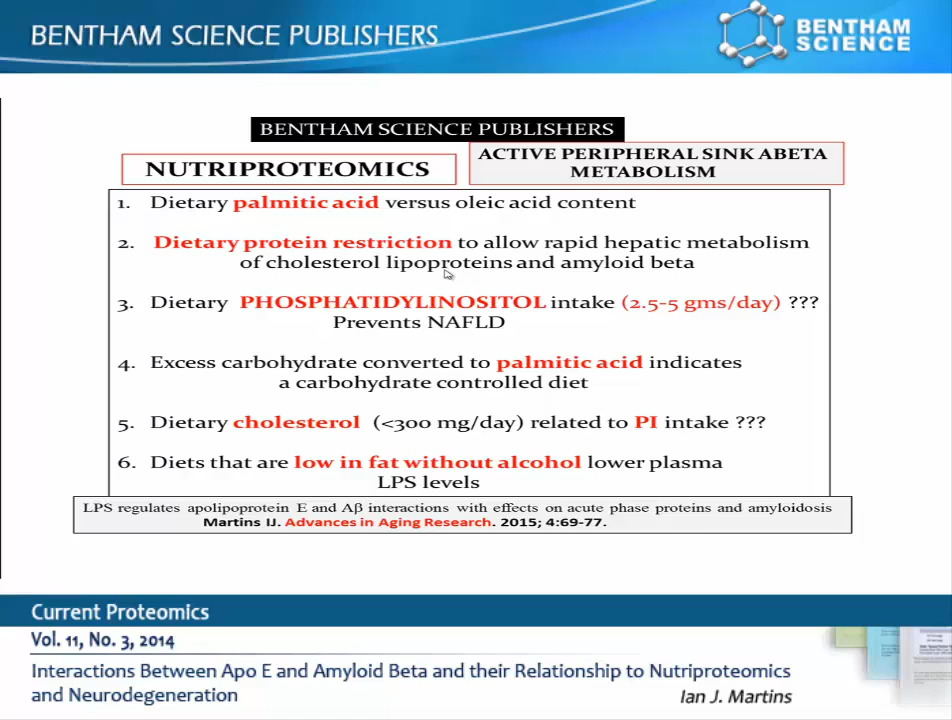 BENTHAM SCIENCE PUBLISHERS
BENTHAM
SCIENCE
BENTHAM SCIENCE PUBLISHERS
NUTRIPROTEOMICS
ACTIVE PERIPHERAL SINK ABETA
METABOLISM
1. Dietary palmitic acid versus oleic acid content
2. Dietary protein restriction to allow rapid hepatic metabolism
of cholesterol lipoproteins and amyloid beta
3. Dietary PHOSPHATIDYLINOSITOL intake (2.5-5 gms/day) ???
Prevents NAFLD
4. Excess carbohydrate converted to palmitic acid indicates
a carbohydrate controlled diet
5. Dietary cholesterol (<300 mg/day) related to PI intake ???
6. Diets that are low in fat without alcohol lower plasma
LPS levels
LPS regulates apolipoprotein E and Aβ interactions with effects on acute phase proteins and amyloidosis
Martins IJ. Advances in Aging Research. 2015; 4:69-77.
Current Proteomics
Vol. 11, No. 3, 2014
Interactions Between Apo E and Amyloid Beta and their Relationship to Nutriproteomics
and Neurodegeneration
Ian J. Martins